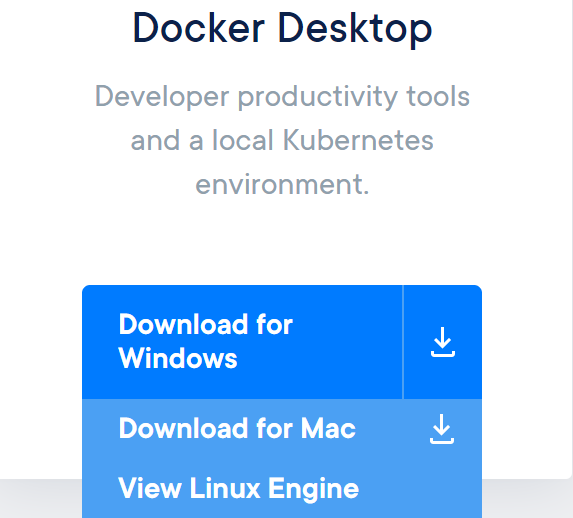 Docker Desktop
Developer productivity tools
and a local Kubernetes
environment.
Download for
Windows
Download for Mac
View Linux Engine